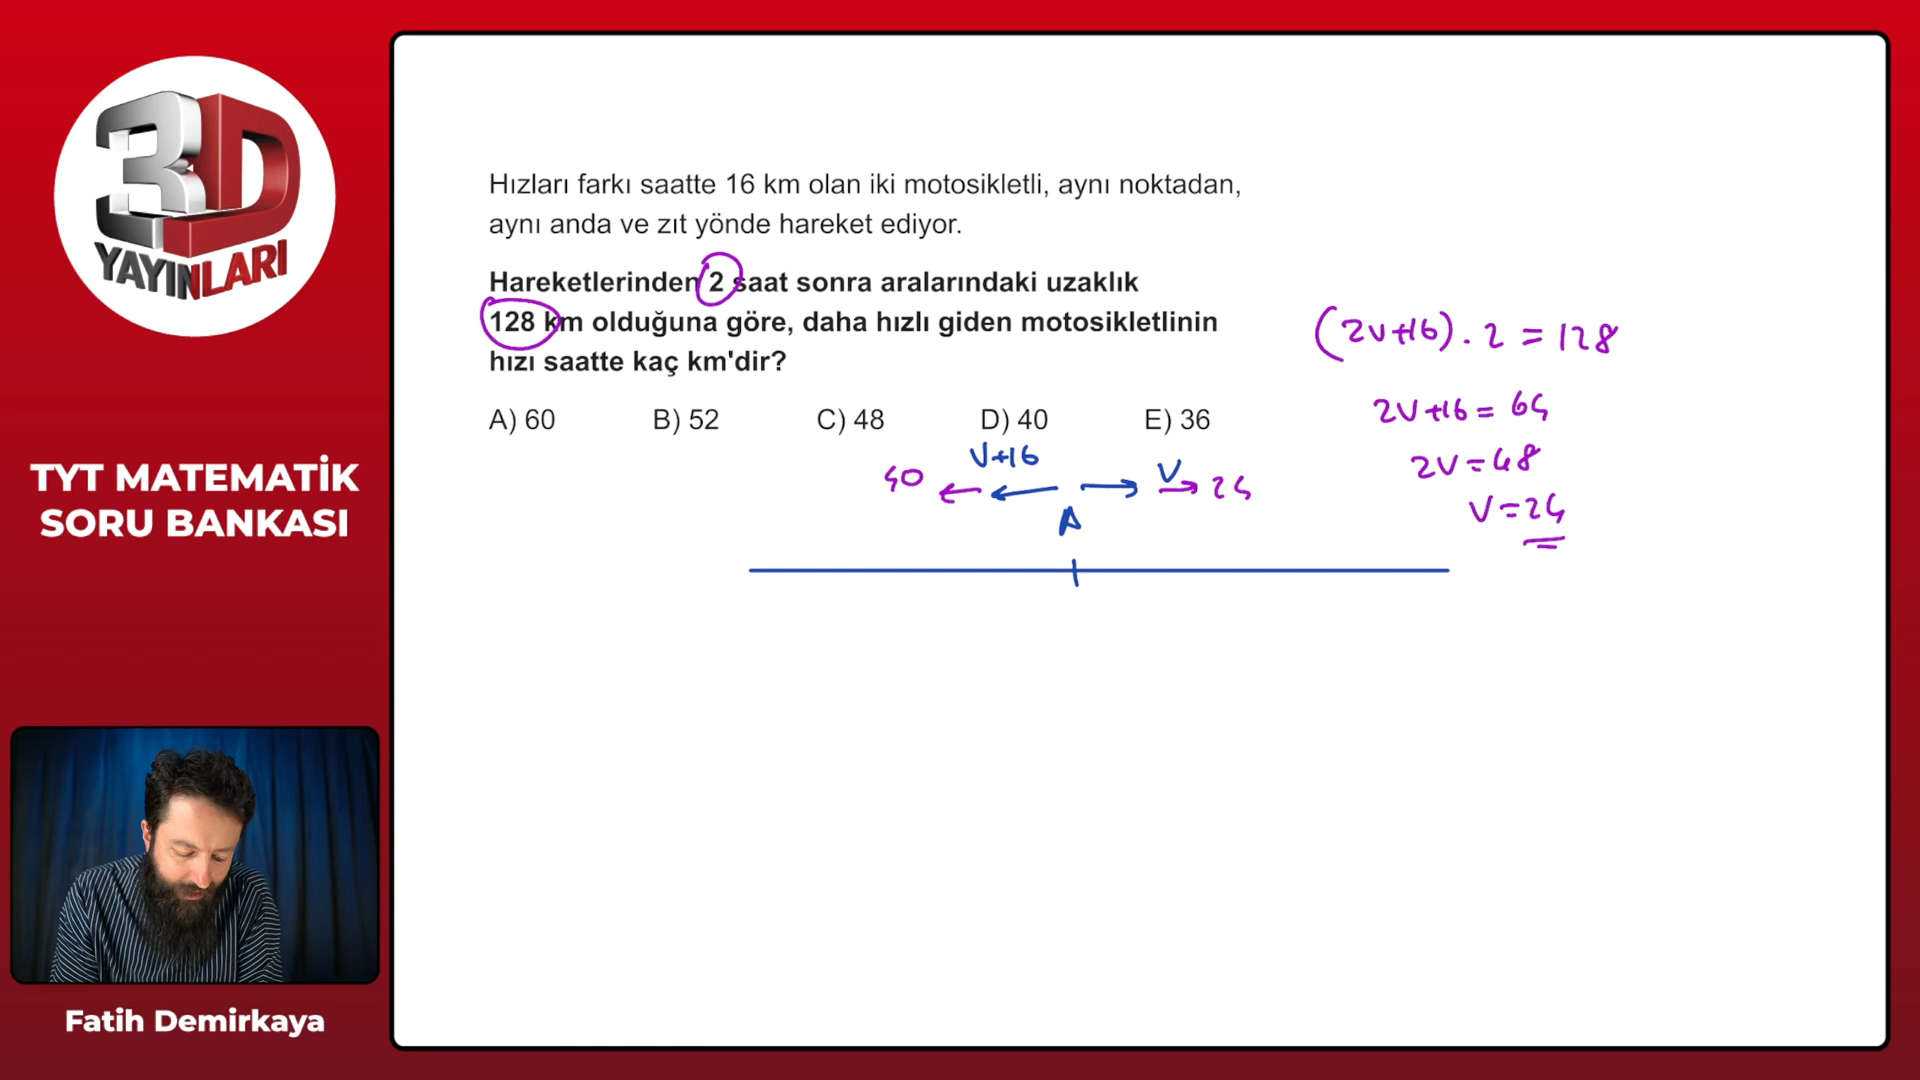 3D
YAYINLARI
TYT MATEMATİK
SORU BANKASI
Fatih Demirkaya
Hızları farkı saatte 16 km olan iki motosikletli, aynı noktadan,
aynı anda ve zıt yönde hareket ediyor.
Hareketlerinden 2 saat sonra aralarındaki uzaklık
128 km olduğuna göre, daha hızlı giden motosikletlinin
hızı saatte kaç km'dir?
A) 60 B) 52 C) 48 D) 40 E) 36
V+16 V
40 24
A
(2V+16) . 2 = 128
2V+16 = 64
2V = 48
V = 24